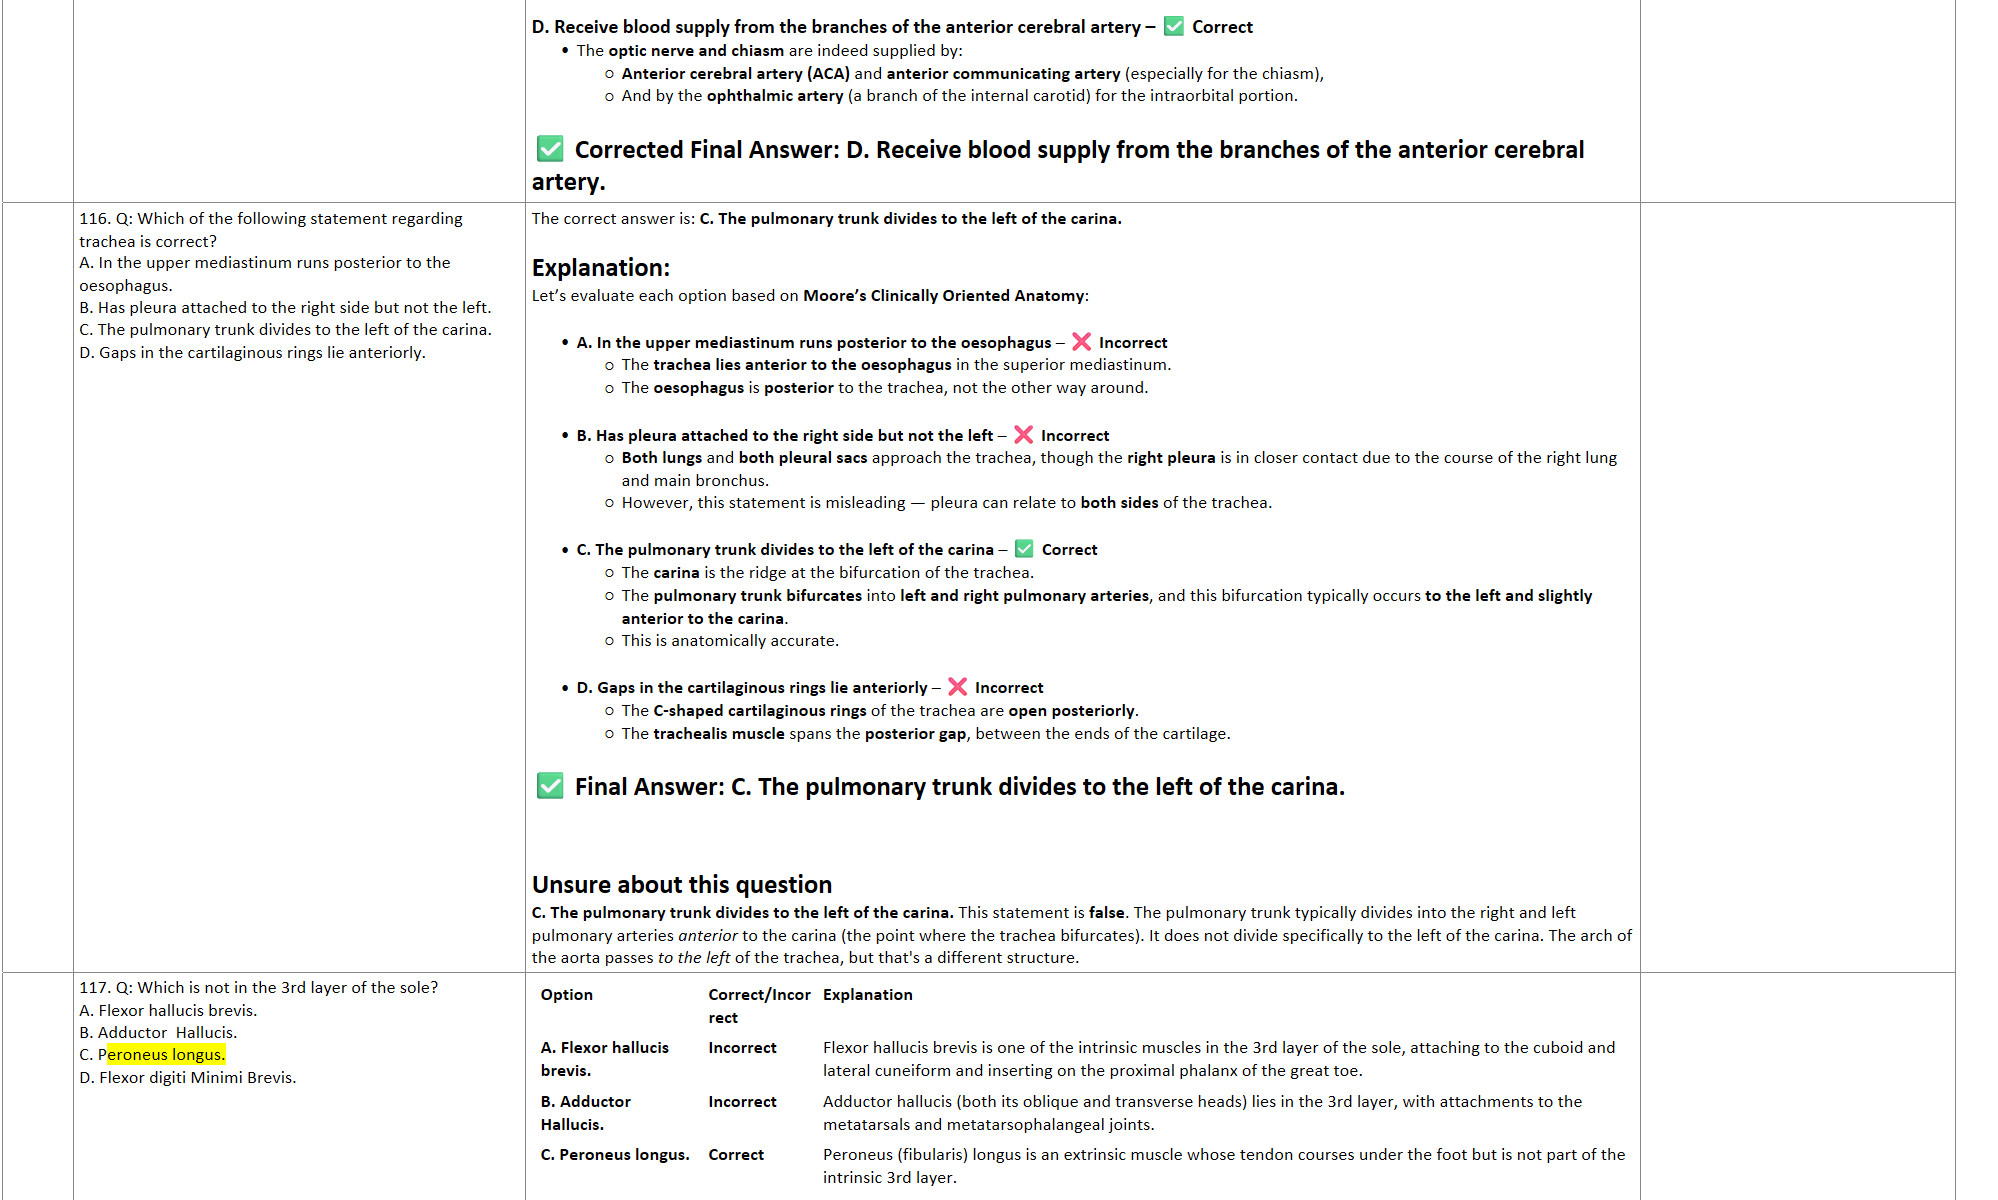 D. Receive blood supply from the branches of the anterior cerebral artery – ✅ Correct
• The optic nerve and chiasm are indeed supplied by:
○ Anterior cerebral artery (ACA) and anterior communicating artery (especially for the chiasm),
○ And by the ophthalmic artery (a branch of the internal carotid) for the intraorbital portion.
✅ Corrected Final Answer: D. Receive blood supply from the branches of the anterior cerebral
artery.
116. Q: Which of the following statement regarding
trachea is correct?
A. In the upper mediastinum runs posterior to the
oesophagus.
B. Has pleura attached to the right side but not the left.
C. The pulmonary trunk divides to the left of the carina.
D. Gaps in the cartilaginous rings lie anteriorly.
The correct answer is: C. The pulmonary trunk divides to the left of the carina.
Explanation:
Let’s evaluate each option based on Moore’s Clinically Oriented Anatomy:
• A. In the upper mediastinum runs posterior to the oesophagus – ❌ Incorrect
○ The trachea lies anterior to the oesophagus in the superior mediastinum.
○ The oesophagus is posterior to the trachea, not the other way around.
• B. Has pleura attached to the right side but not the left – ❌ Incorrect
○ Both lungs and both pleural sacs approach the trachea, though the right pleura is in closer contact due to the course of the right lung
and main bronchus.
○ However, this statement is misleading — pleura can relate to both sides of the trachea.
• C. The pulmonary trunk divides to the left of the carina – ✅ Correct
○ The carina is the ridge at the bifurcation of the trachea.
○ The pulmonary trunk bifurcates into left and right pulmonary arteries, and this bifurcation typically occurs to the left and slightly
anterior to the carina.
○ This is anatomically accurate.
• D. Gaps in the cartilaginous rings lie anteriorly – ❌ Incorrect
○ The C-shaped cartilaginous rings of the trachea are open posteriorly.
○ The trachealis muscle spans the posterior gap, between the ends of the cartilage.
✅ Final Answer: C. The pulmonary trunk divides to the left of the carina.
Unsure about this question
C. The pulmonary trunk divides to the left of the carina. This statement is false. The pulmonary trunk typically divides into the right and left
pulmonary arteries anterior to the carina (the point where the trachea bifurcates). It does not divide specifically to the left of the carina. The arch of
the aorta passes to the left of the trachea, but that's a different structure.
117. Q: Which is not in the 3rd layer of the sole?
A. Flexor hallucis brevis.
B. Adductor  Hallucis.
C. Peroneus longus.
D. Flexor digiti Minimi Brevis.
Option Correct/Incor Explanation
rect
A. Flexor hallucis Incorrect Flexor hallucis brevis is one of the intrinsic muscles in the 3rd layer of the sole, attaching to the cuboid and
brevis. lateral cuneiform and inserting on the proximal phalanx of the great toe.
B. Adductor Incorrect Adductor hallucis (both its oblique and transverse heads) lies in the 3rd layer, with attachments to the
Hallucis. metatarsals and metatarsophalangeal joints.
C. Peroneus longus. Correct Peroneus (fibularis) longus is an extrinsic muscle whose tendon courses under the foot but is not part of the
intrinsic 3rd layer.